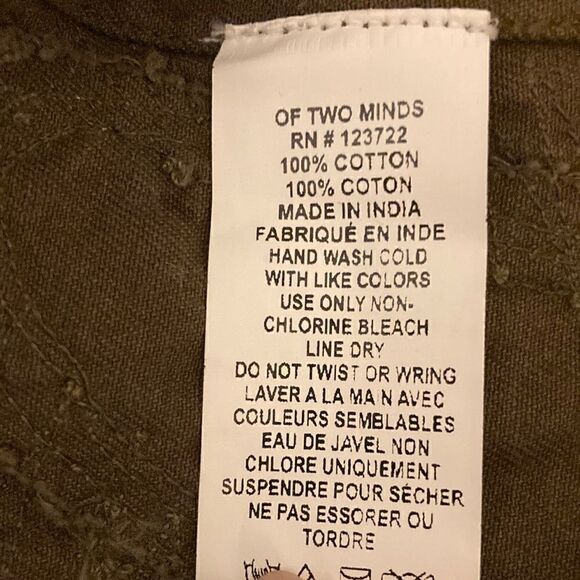 OF TWO MINDS
RN # 123722
100% COTTON
100% COTON
MADE IN INDIA
FABRIQUÉ EN INDE
HAND WASH COLD
WITH LIKE COLORS
USE ONLY NON-
CHLORINE BLEACH
LINE DRY
DO NOT TWIST OR WRING
LAVER A LA MA N AVEC
COULEURS SEMBLABLES
EAU DE JAVEL NON
CHLORE UNIQUEMENT
SUSPENDRE POUR SÉCHER
NE PAS ESSORER OU
TORDRE